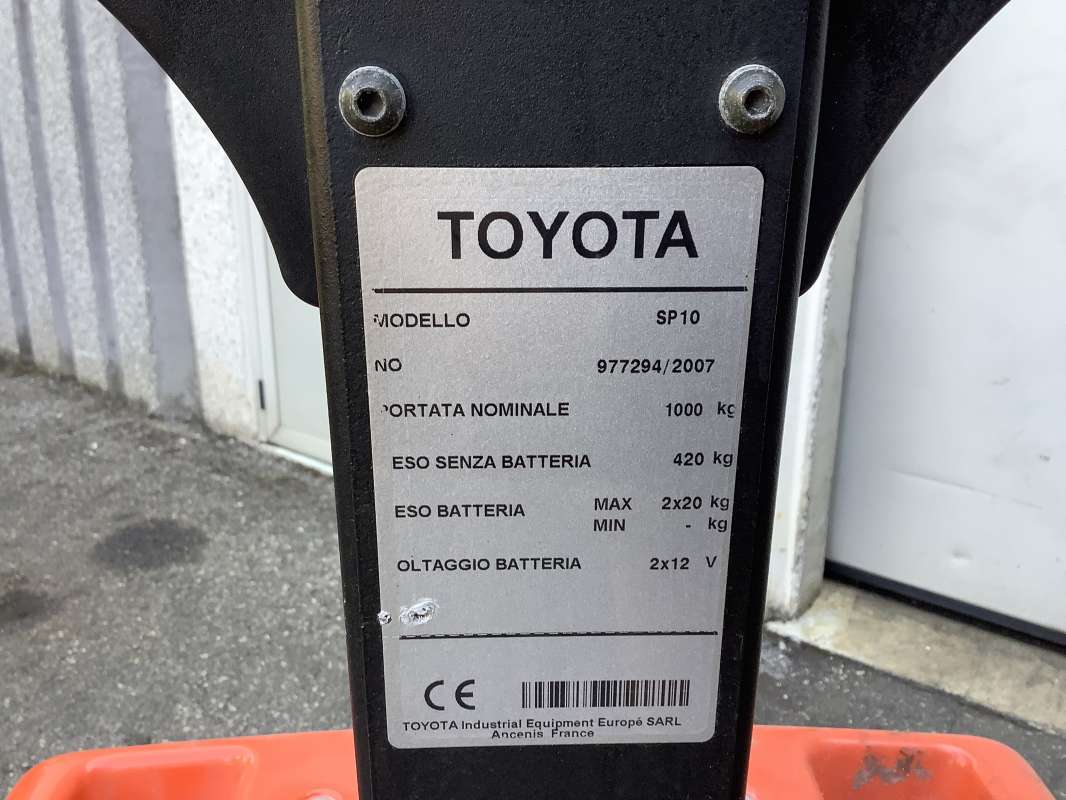 TOYOTA
MODELLO SP10
NO 977294/2007
PORTATA NOMINALE 1000 kg
ESO SENZA BATTERIA 420 kg
ESO BATTERIA MAX 2x20 kg
MIN - kg
OLTAGGIO BATTERIA 2x12 V
CE
TOYOTA Industrial Equipment Europé SARL
Ancenis France